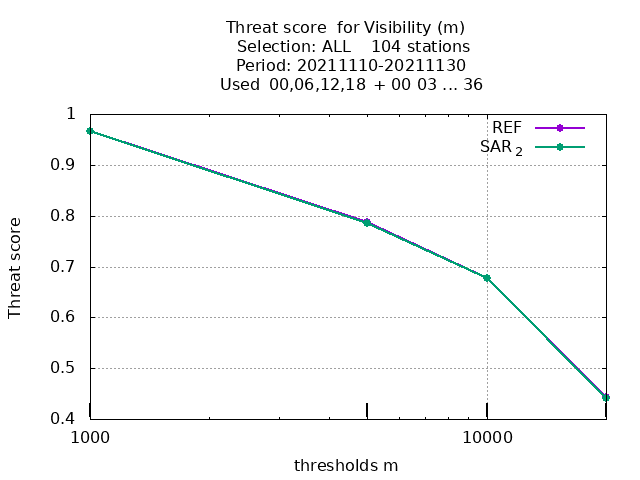 Threat score for Visibility (m)
Selection: ALL 104 stations
Period: 20211110-20211130
Used 00,06,12,18 + 00 03 ... 36
REF
SAR 2
1
0.9
0.8
0.7
0.6
0.5
0.4
Threat score
1000
10000
thresholds m